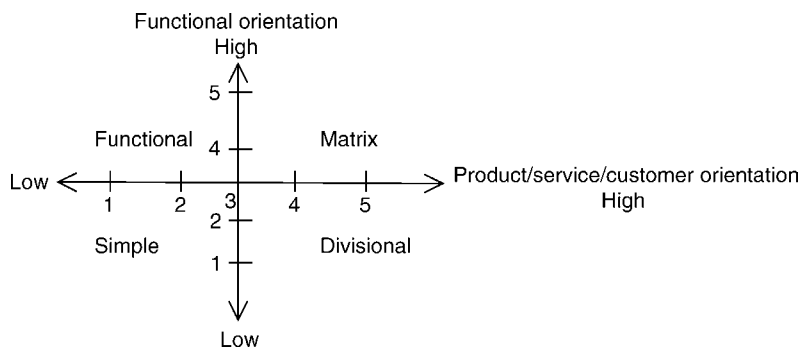 Functional orientation
High
5
Functional
Matrix
4
Low
Product/service/customer orientation
High
1
2
3
4
5
2
Simple
Divisional
1
Low